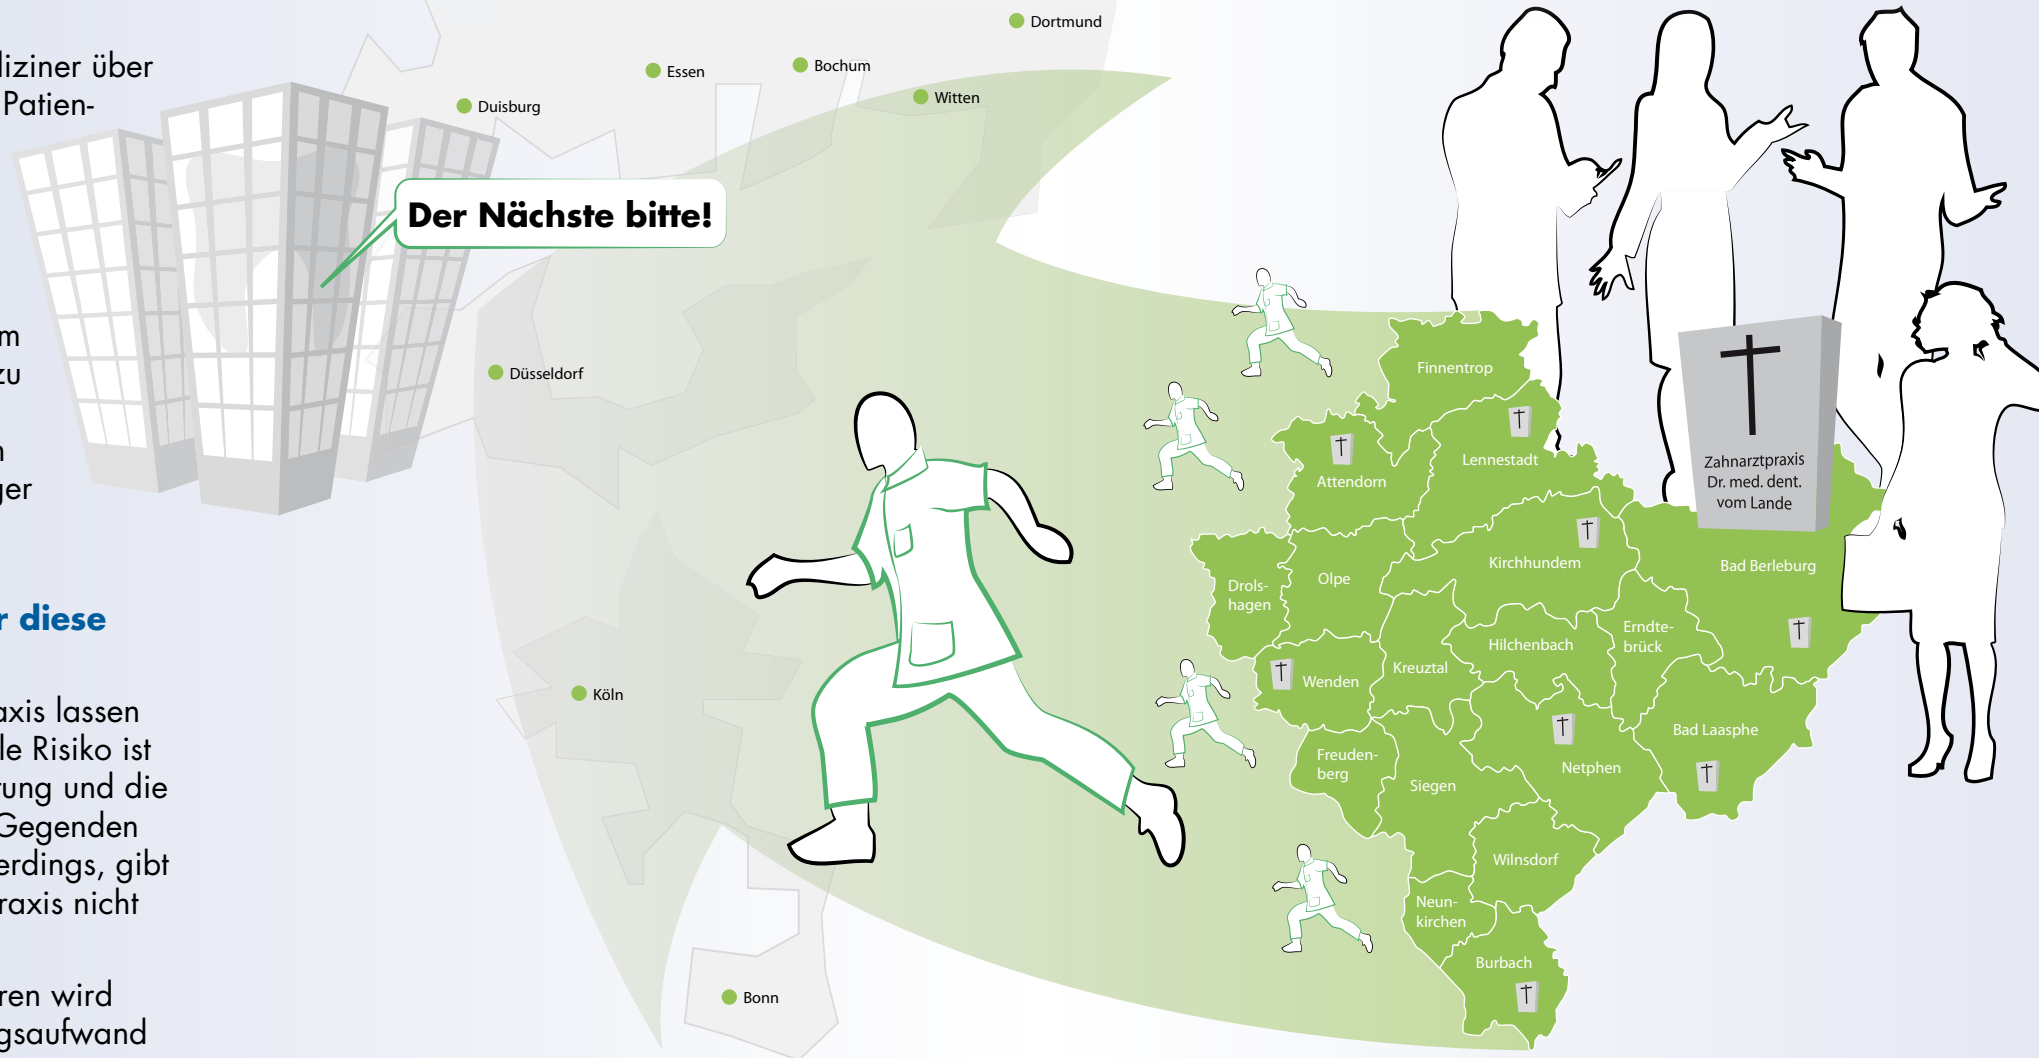 liziner über
Patien-
m
zu
n
ger
r diese
axis lassen
le Risiko ist
rung und die
Gegenden
erdings, gibt
raxis nicht
ren wird
gsaufwand
Der Nächste bitte!
Dortmund
Essen
Bochum
Duisburg
Witten
Düsseldorf
Köln
Bonn
Zahnarztpraxis
Dr. med. dent.
vom Lande
Finnentrop
Lennestadt
Attendorn
Kirchhundem
Bad Berleburg
Drols-
hagen
Olpe
Hilchenbach
Erndte-
brück
Wenden
Kreuztal
Bad Laasphe
Freuden-
berg
Siegen
Netphen
Wilnsdorf
Neun-
kirchen
Burbach